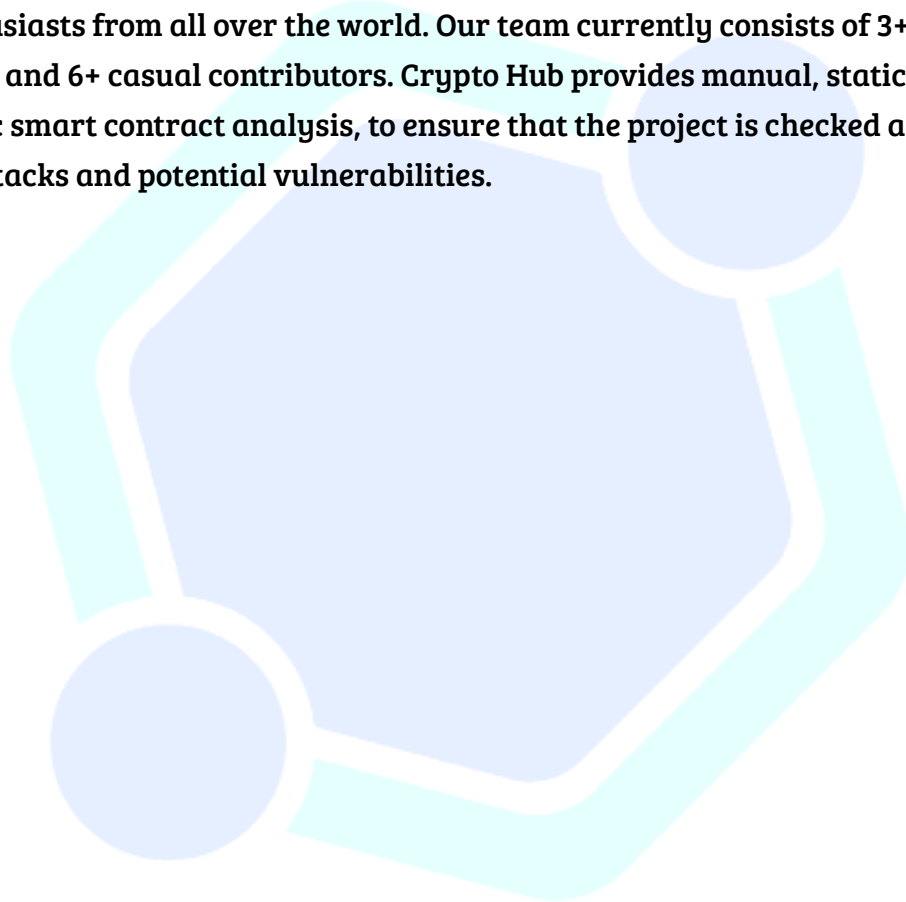 siasts from all over the world. Our team currently consists of 3+
and 6+ casual contributors. Crypto Hub provides manual, static
smart contract analysis, to ensure that the project is checked a
tacks and potential vulnerabilities.